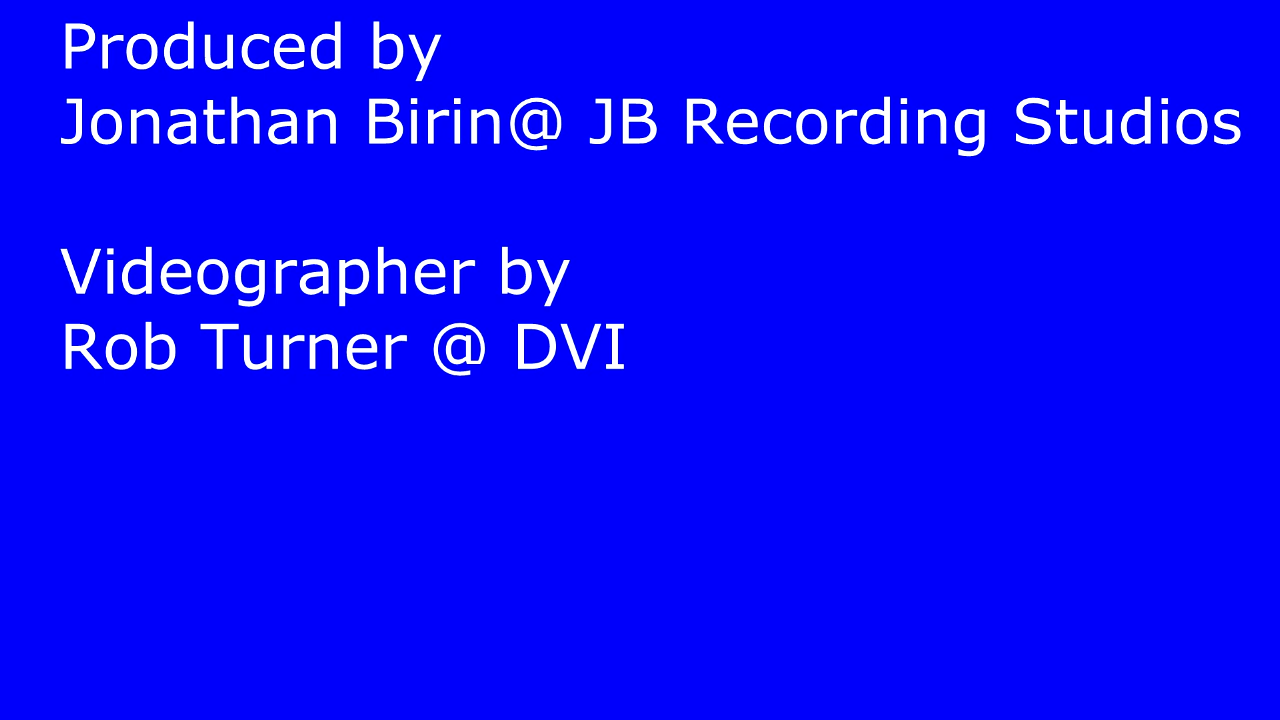 Produced by
Jonathan Birin@ JB Recording Studios
Videographer by
Rob Turner @ DVI